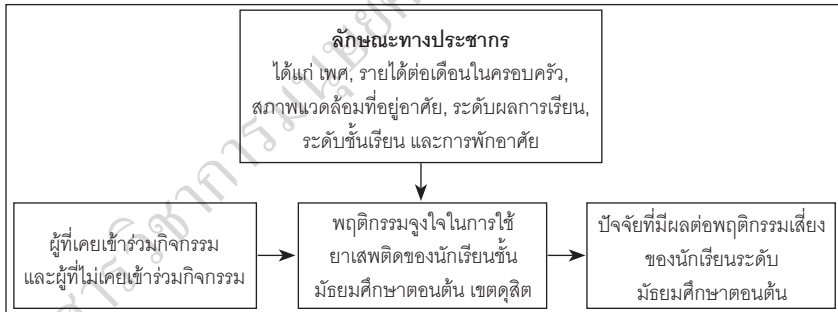 ลักษณะทางประชากร
ได้แก่ เพศ, รายได้ต่อเดือนในครอบครัว,
สภาพแวดล้อมที่อยู่อาศัย, ระดับผลการเรียน,
ระดับชั้นเรียน และการพักอาศัย
ผู้ที่เคยเข้าร่วมกิจกรรม
และผู้ที่ไม่เคยเข้าร่วมกิจกรรม
พฤติกรรมจูงใจในการใช้
ยาเสพติดของนักเรียนชั้น
มัธยมศึกษาตอนต้น เขตดุสิต
ปัจจัยที่มีผลต่อพฤติกรรมเสี่ยง
ของนักเรียนระดับ
มัธยมศึกษาตอนต้น